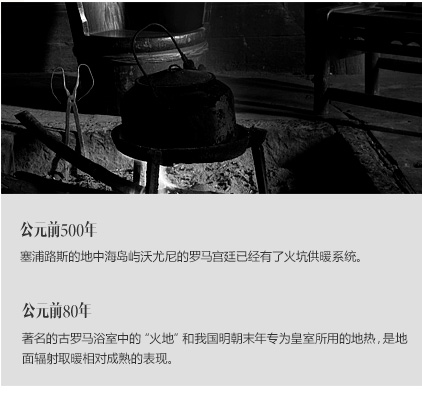 公元前500年
塞浦路斯的地中海岛屿沃尤尼的罗马宫廷已经有了火坑供暖系统。
公元前80年
著名的古罗马浴室中的“火地”和我国明朝末年专为皇室所用的地热，是地
面辐射取暖相对成熟的表现。